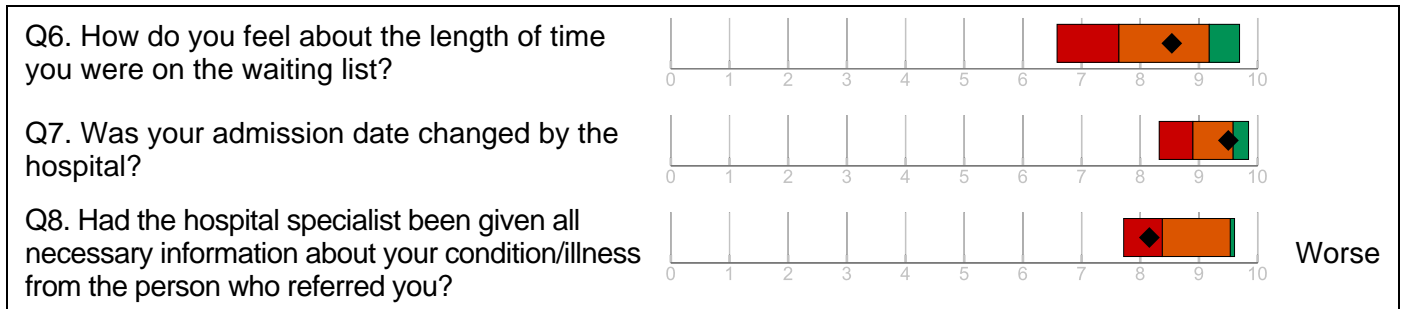 Q6. How do you feel about the length of time
you were on the waiting list?
0 1 2 3 4 5 6 7 8 9 10
Q7. Was your admission date changed by the
hospital?
0 1 2 3 4 5 6 7 8 9 10
Q8. Had the hospital specialist been given all
necessary information about your condition/illness
from the person who referred you?
0 1 2 3 4 5 6 7 8 9 10
Worse